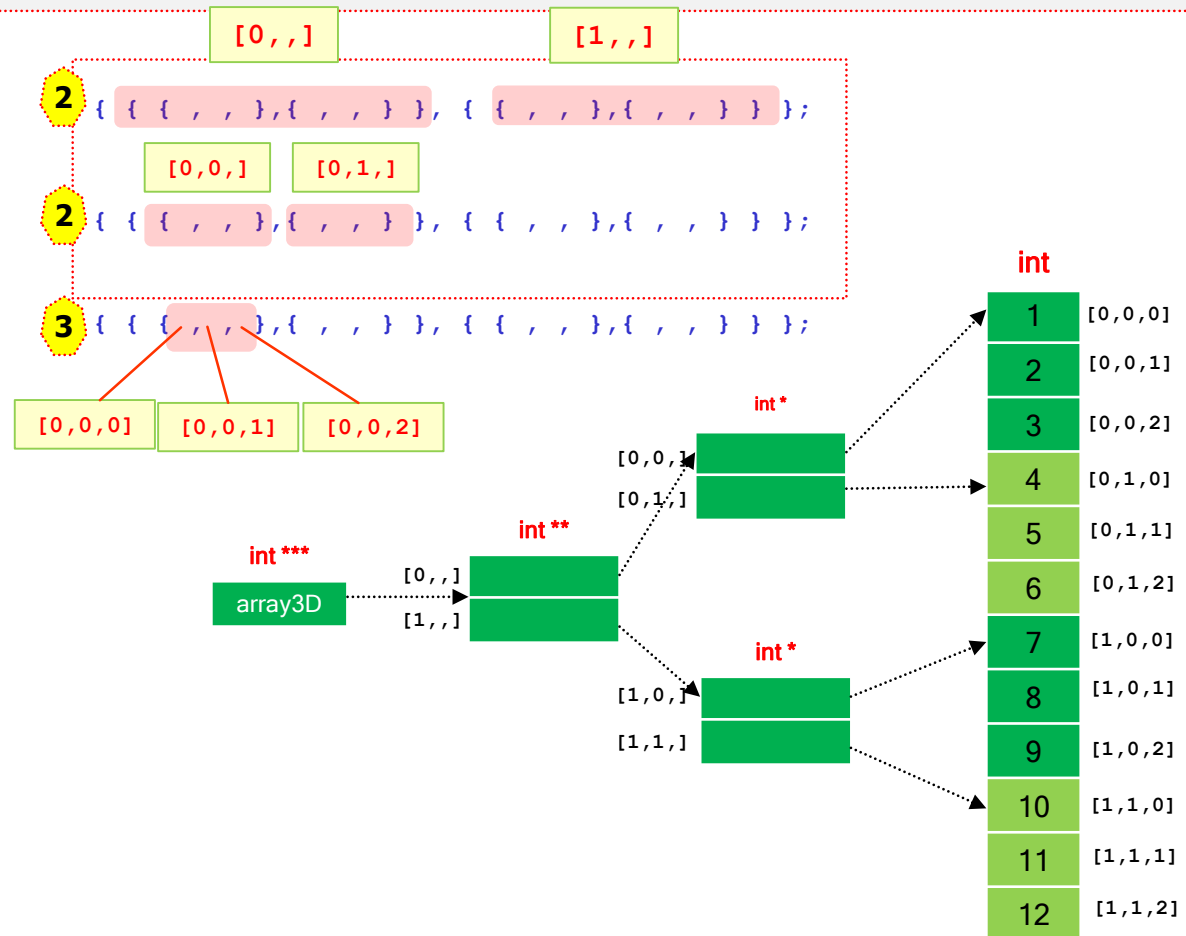 [0,,] [1,,]
2 { { { , , },{ , , } }, { { , , },{ , , } } };
[0,0,] [0,1,]
2 { { { , , },{ , , } }, { { , , },{ , , } } };
3 { { { , , },{ , , } }, { { , , },{ , , } } };
[0,0,0] [0,0,1] [0,0,2]
int ***
array3D
int **
[0,,]
[1,,]
int *
[0,0,]
[0,1,]
int *
[1,0,]
[1,1,]
int
1 [0,0,0]
2 [0,0,1]
3 [0,0,2]
4 [0,1,0]
5 [0,1,1]
6 [0,1,2]
7 [1,0,0]
8 [1,0,1]
9 [1,0,2]
10 [1,1,0]
11 [1,1,1]
12 [1,1,2]